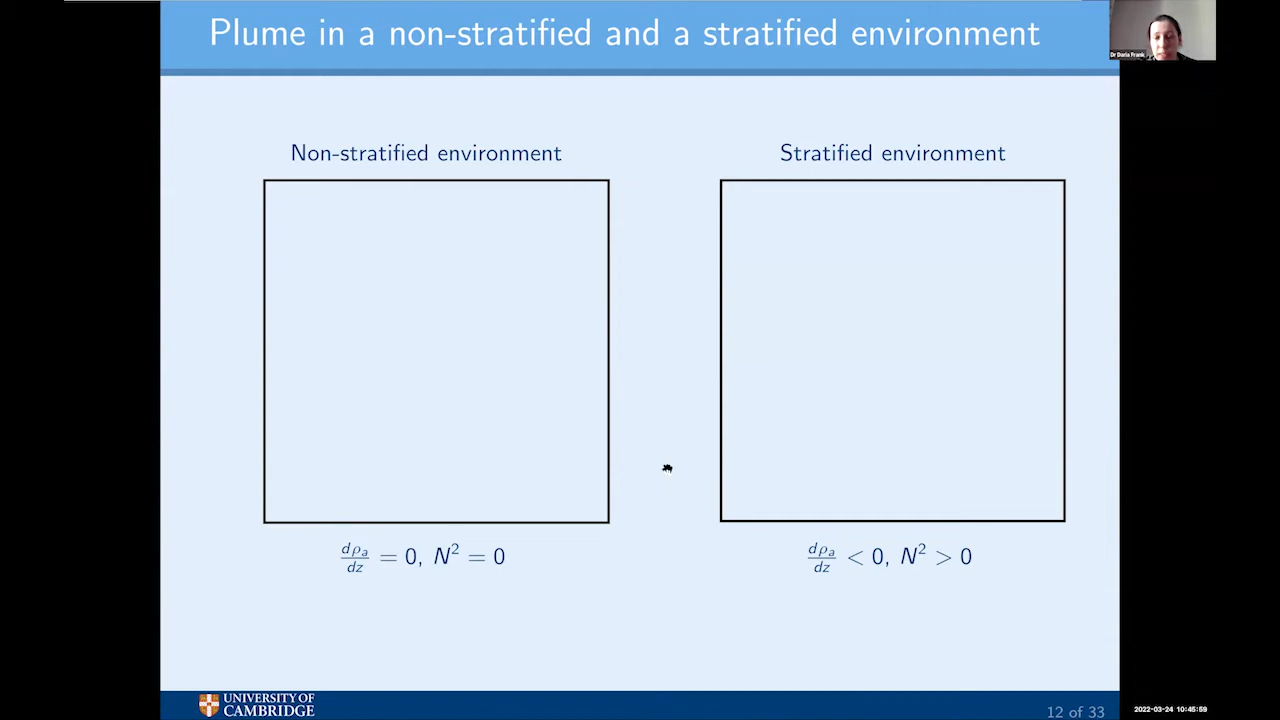 Plume in a non-stratified and a stratified environment
Dr Daria Frank
Non-stratified environment
Stratified environment
dρₐ/dz = 0, N² = 0
dρₐ/dz < 0, N² > 0
UNIVERSITY OF
CAMBRIDGE
12 of 33
2022-03-24 10:45:59